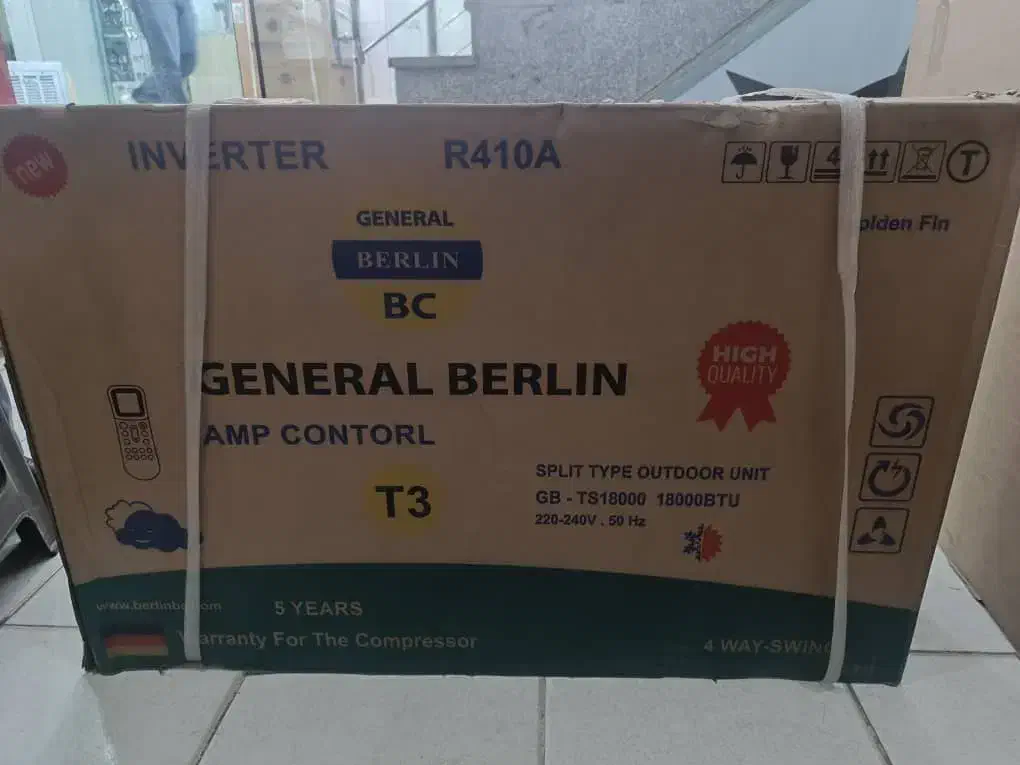 new
INVERTER
R410A
4
T
olden Fin
GENERAL
BERLIN
BC
HIGH
QUALITY
GENERAL BERLIN
AMP CONTORL
T3
SPLIT TYPE OUTDOOR UNIT
GB - TS18000 18000BTU
220-240V . 50 Hz
5 YEARS
arranty For The Compressor
4 WAY-SWING